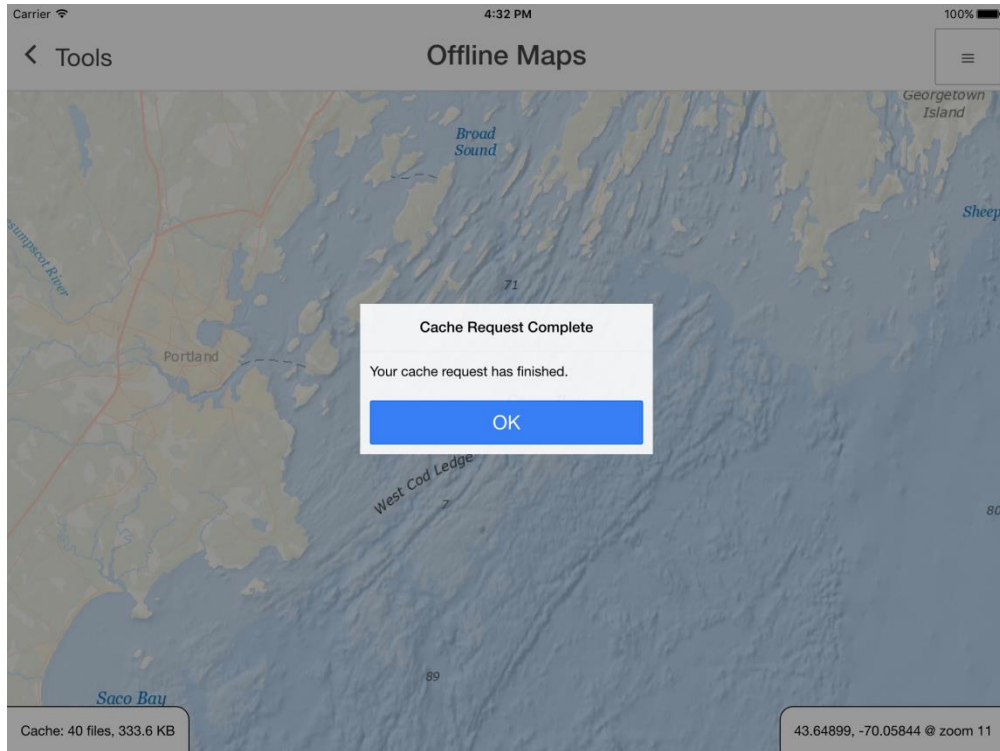 Carrier
4:32 PM
100%
Tools
Offline Maps
Georgetown
Island
Broad
Sound
Sheep
sumpscot River
71
Cache Request Complete
Portland
Your cache request has finished.
OK
West Cod Ledge
7
80
89
Saco Bay
Cache: 40 files, 333.6 KB
43.64899, -70.05844 @ zoom 11